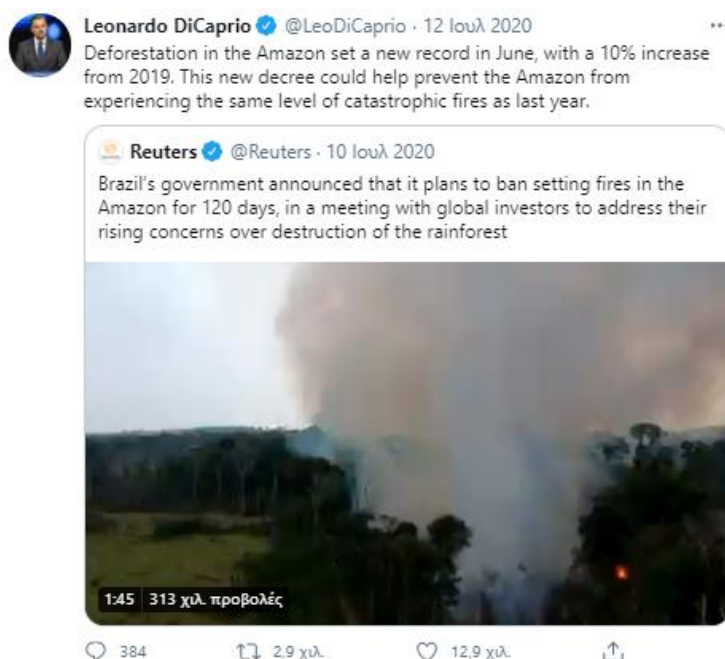 Leonardo DiCaprio @LeoDiCaprio · 12 Ιουλ 2020
Deforestation in the Amazon set a new record in June, with a 10% increase
from 2019. This new decree could help prevent the Amazon from
experiencing the same level of catastrophic fires as last year.
Reuters @Reuters · 10 Ιουλ 2020
Brazil's government announced that it plans to ban setting fires in the
Amazon for 120 days, in a meeting with global investors to address their
rising concerns over destruction of the rainforest
1:45 313 χιλ. προβολές
384 2,9 χιλ. 12,9 χιλ.